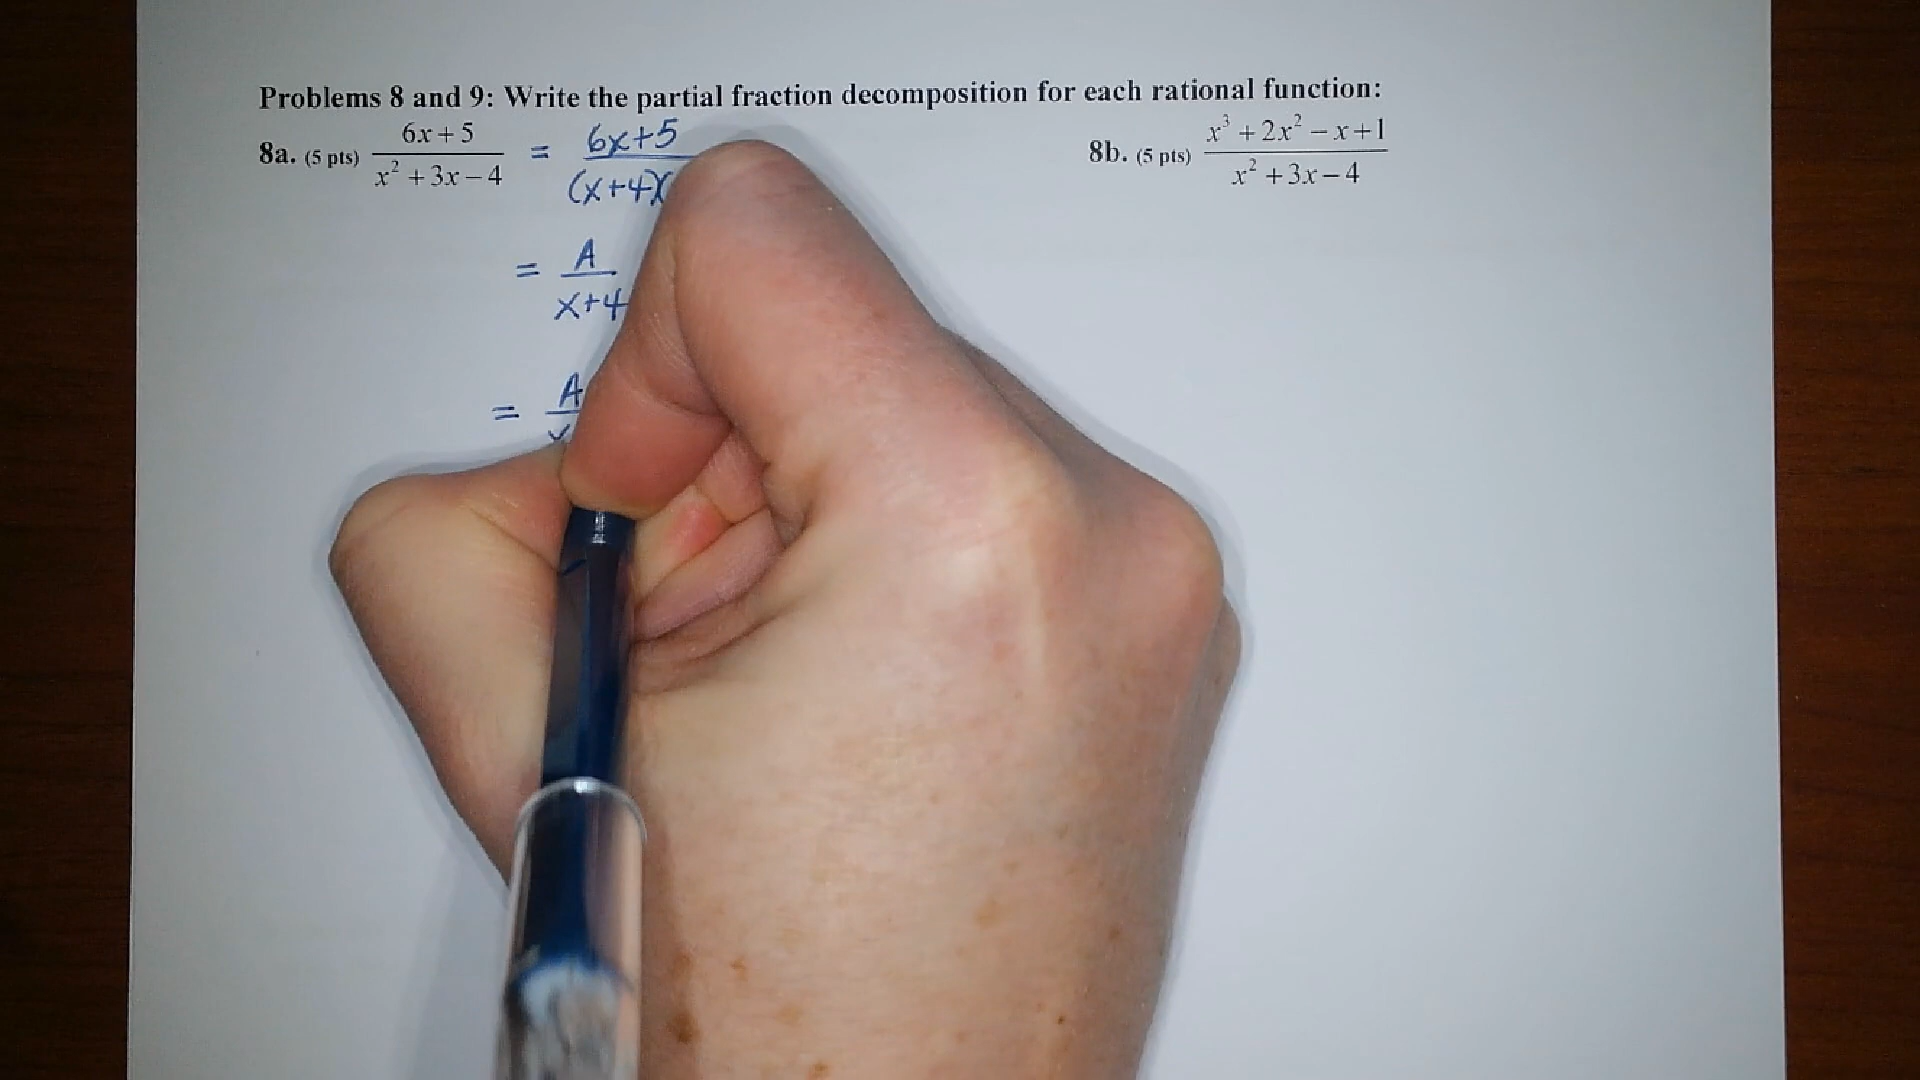 Problems 8 and 9: Write the partial fraction decomposition for each rational function:
8a. (5 pts) (6x + 5)/(x² + 3x − 4) = 6x+5/(x+4)(
8b. (5 pts) (x³ + 2x² − x + 1)/(x² + 3x − 4)
= A/x+4
= A/x